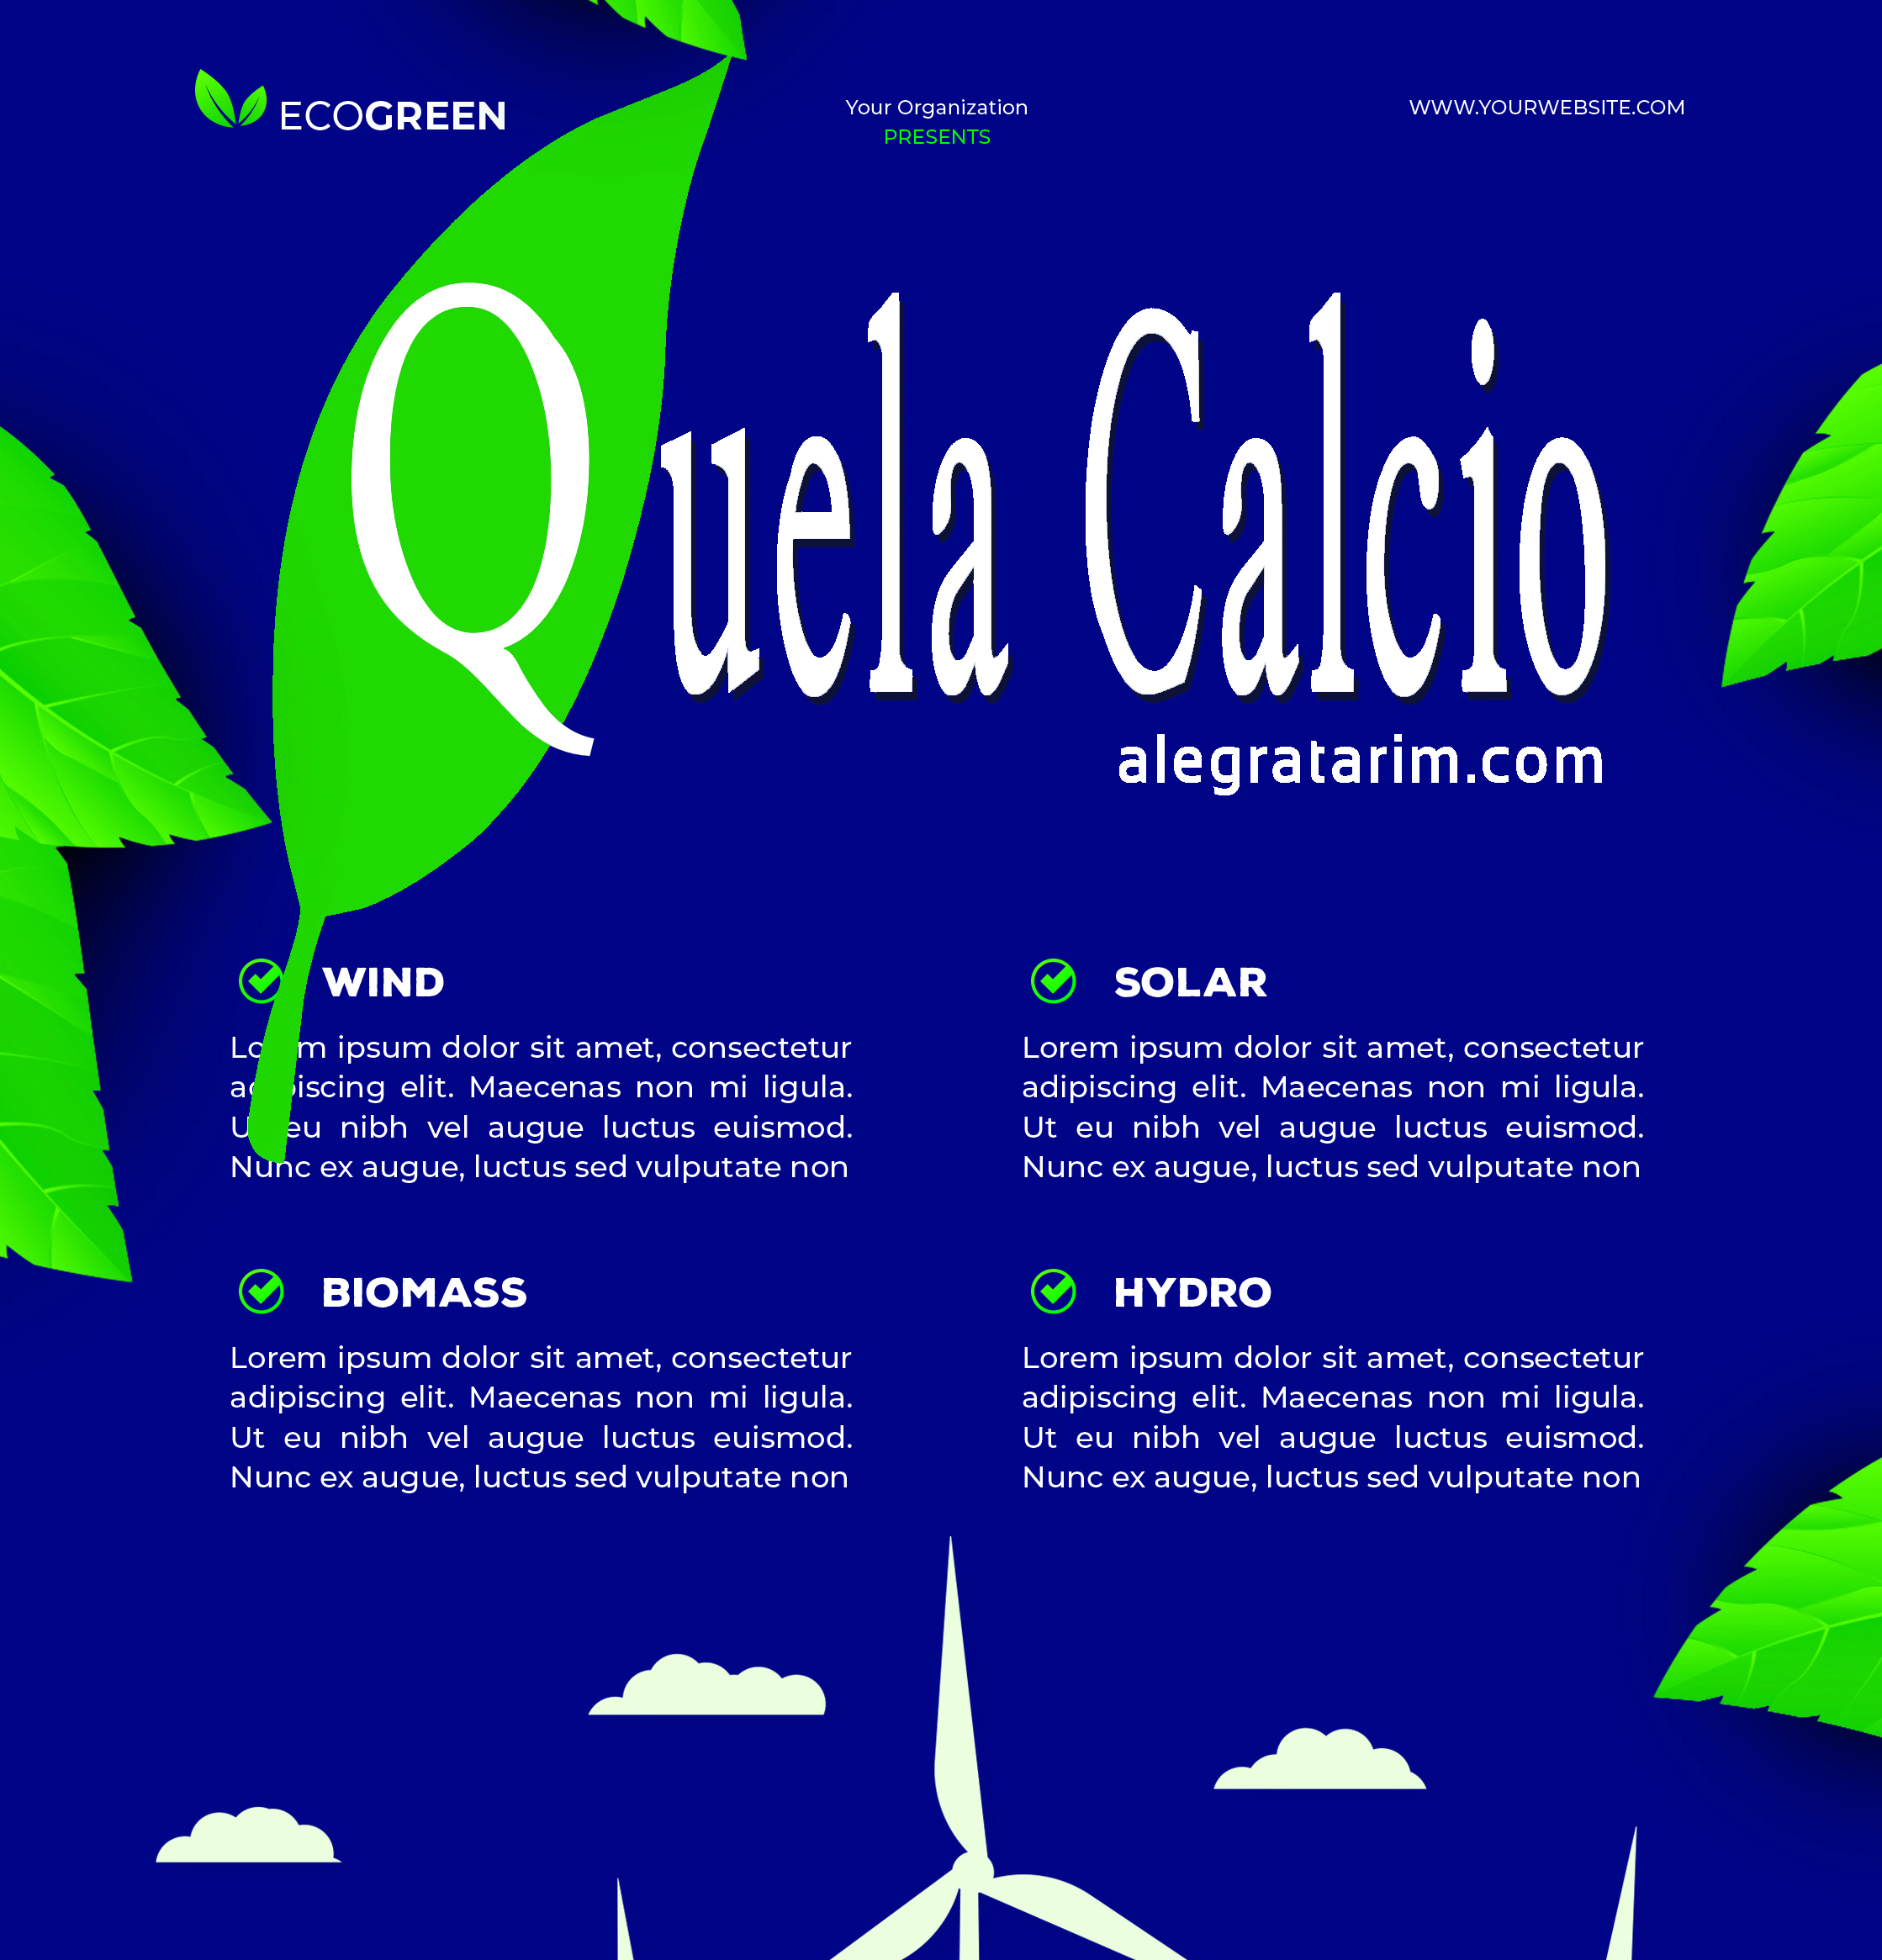 ECOGREEN
Your Organization
PRESENTS
WWW.YOURWEBSITE.COM
Quela Calcio
alegratarim.com
WIND
Lorem ipsum dolor sit amet, consectetur
adipiscing elit. Maecenas non mi ligula.
Ut eu nibh vel augue luctus euismod.
Nunc ex augue, luctus sed vulputate non
SOLAR
Lorem ipsum dolor sit amet, consectetur
adipiscing elit. Maecenas non mi ligula.
Ut eu nibh vel augue luctus euismod.
Nunc ex augue, luctus sed vulputate non
BIOMASS
Lorem ipsum dolor sit amet, consectetur
adipiscing elit. Maecenas non mi ligula.
Ut eu nibh vel augue luctus euismod.
Nunc ex augue, luctus sed vulputate non
HYDRO
Lorem ipsum dolor sit amet, consectetur
adipiscing elit. Maecenas non mi ligula.
Ut eu nibh vel augue luctus euismod.
Nunc ex augue, luctus sed vulputate non